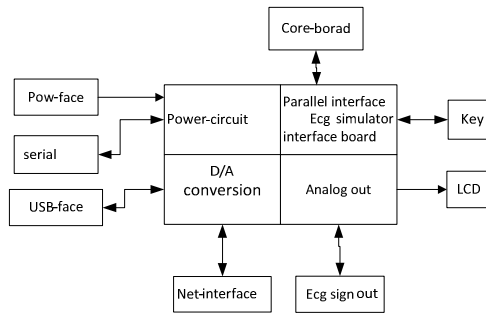 Core-borad
Pow-face
Parallel interface
Ecg simulator
interface board
Power-circuit
Key
serial
D/A
conversion
Analog out
LCD
USB-face
Net-interface
Ecg sign out